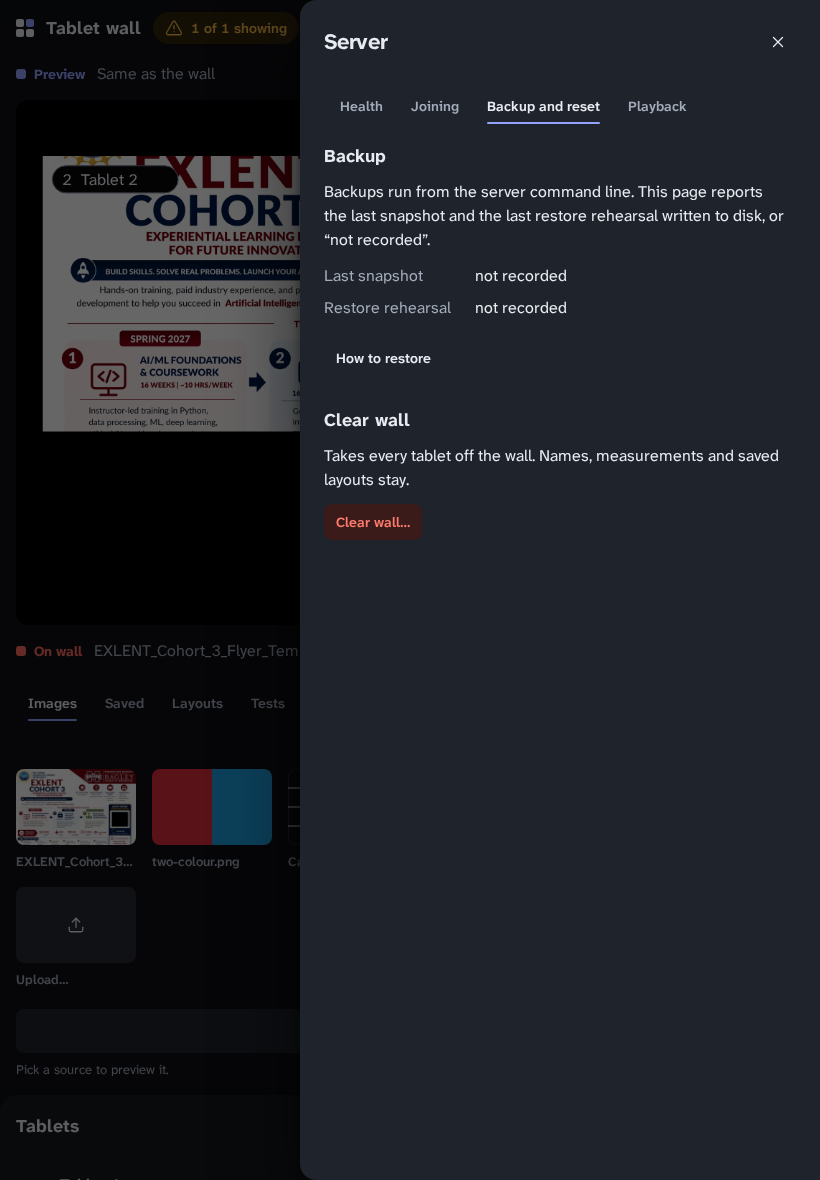 Tablet wall
1 of 1 showing
Preview Same as the wall
2 Tablet 2
COHORT
EXPERIENTIAL LEARNING
FOR FUTURE INNOVAT
BUILD SKILLS. SOLVE REAL PROBLEMS. LAUNCH YOUR
Hands-on training, paid industry experience, and
development to help you succeed in Artificial Intelligen
SPRING 2027
1
AI/ML FOUNDATIONS
& COURSEWORK
16 WEEKS | ~10 HRS/WEEK
2
Instructor-led training in Python,
data processing, ML, deep learning,
On wall EXLENT_Cohort_3_Flyer_Tem
Images Saved Layouts Tests
EXLENT
COHORT 3
EXLENT_Cohort_3... two-colour.png
Upload...
Pick a source to preview it.
Tablets
Server
Health Joining Backup and reset Playback
Backup
Backups run from the server command line. This page reports
the last snapshot and the last restore rehearsal written to disk, or
“not recorded”.
Last snapshot not recorded
Restore rehearsal not recorded
How to restore
Clear wall
Takes every tablet off the wall. Names, measurements and saved
layouts stay.
Clear wall...